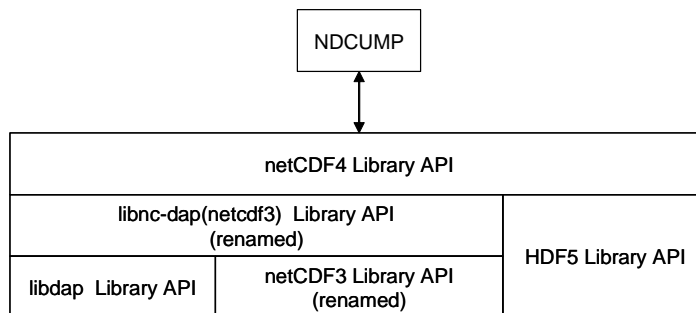 NDCUMP
netCDF4 Library API
libnc-dap(netcdf3) Library API
(renamed)
HDF5 Library API
libdap Library API
netCDF3 Library API
(renamed)